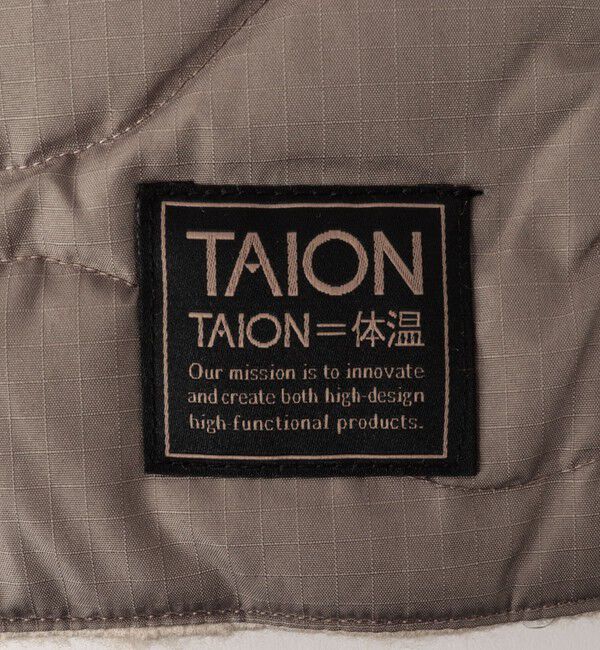 TAION
TAION=体温
Our mission is to innovate
and create both high-design
high-functional products.